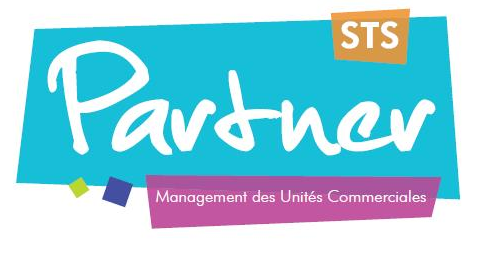 STS
Partner
Management des Unités Commerciales